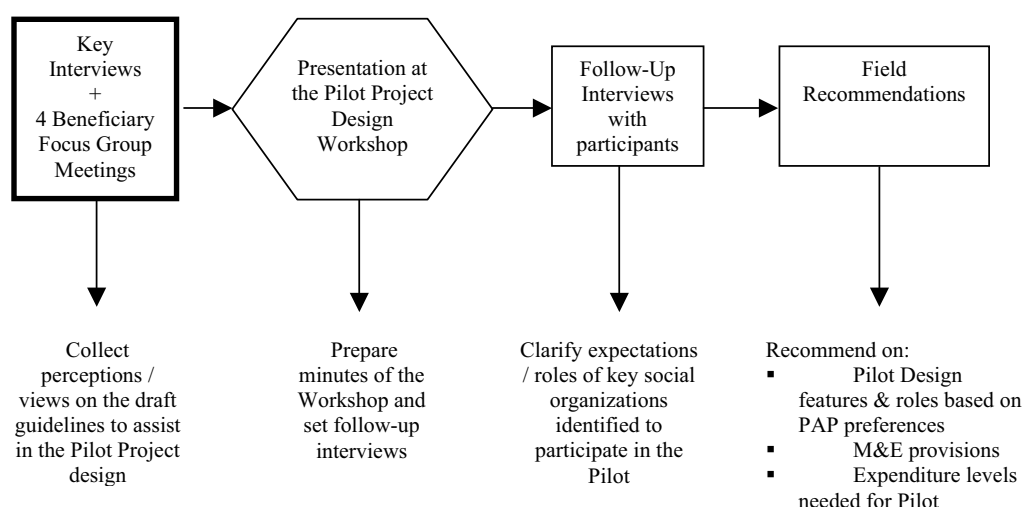 Key
Interviews
+
4 Beneficiary
Focus Group
Meetings
Presentation at
the Pilot Project
Design
Workshop
Follow-Up
Interviews
with
participants
Field
Recommendations
Collect
perceptions /
views on the draft
guidelines to assist
in the Pilot Project
design
Prepare
minutes of the
Workshop and
set follow-up
interviews
Clarify expectations
/ roles of key social
organizations
identified to
participate in the
Pilot
Recommend on:
▪ Pilot Design
features & roles based on
PAP preferences
▪ M&E provisions
▪ Expenditure levels
needed for Pilot